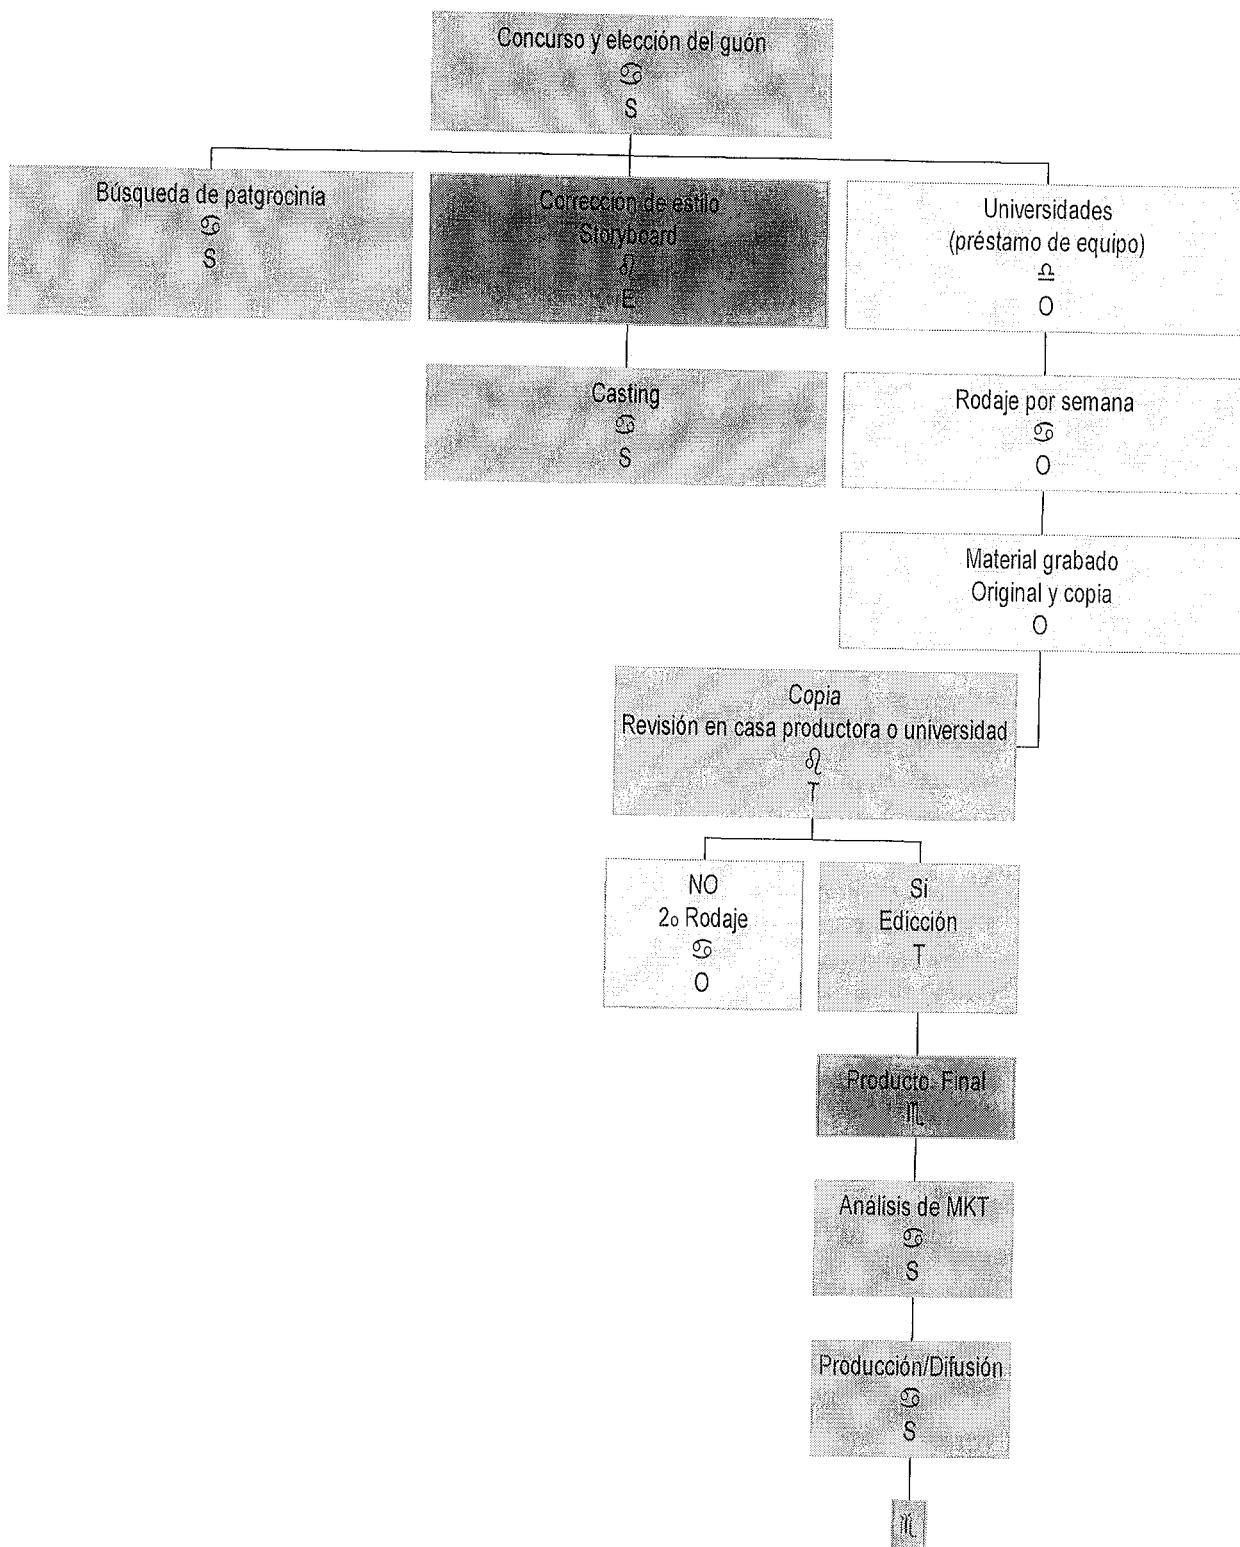 Concurso y elección del guón
♋
S
Búsqueda de patgrocinia
♋
S
Corrección de estilo
Storyboard
♌
E
Universidades
(préstamo de equipo)
♎
O
Casting
♋
S
Rodaje por semana
♋
O
Material grabado
Original y copia
O
Copia
Revisión en casa productora o universidad
♌
T
NO
2o Rodaje
♋
O
Si
Edicción
T
Producto Final
♏
Análisis de MKT
♋
S
Producción/Difusión
♋
S
♏